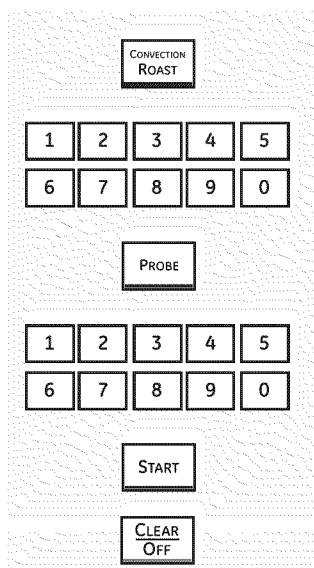 CONVECTION
ROAST
1 2 3 4 5
6 7 8 9 0
PROBE
1 2 3 4 5
6 7 8 9 0
START
CLEAR
OFF